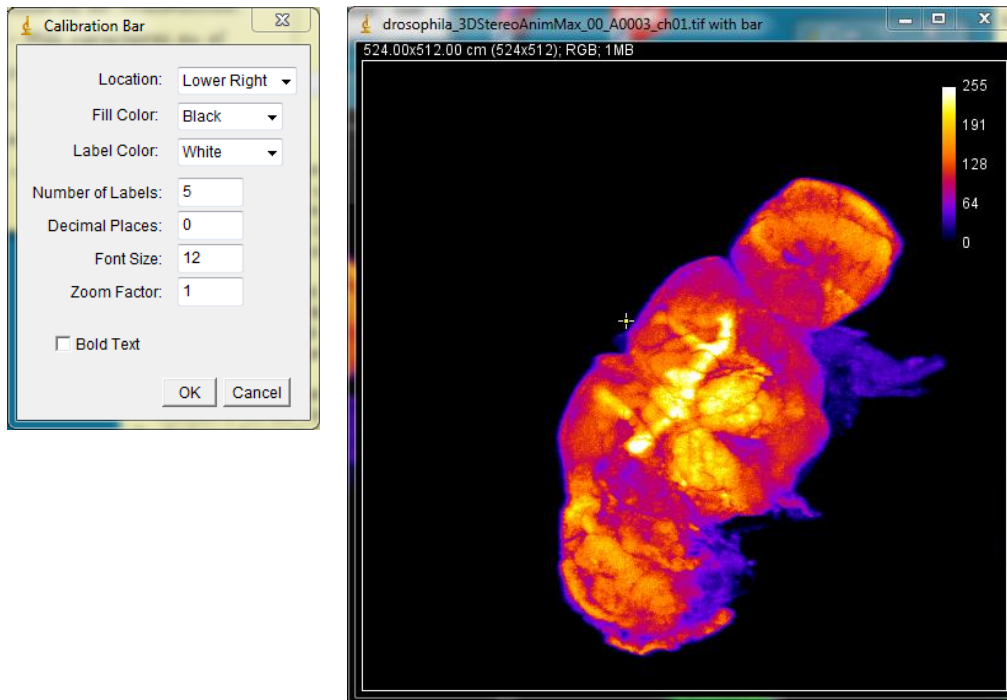 Calibration Bar
Location: Lower Right
Fill Color: Black
Label Color: White
Number of Labels: 5
Decimal Places: 0
Font Size: 12
Zoom Factor: 1
Bold Text
OK Cancel
drosophila_3DStereoAnimMax_00_A0003_ch01.tif with bar
524.00x512.00 cm (524x512); RGB; 1MB
255
191
128
64
0